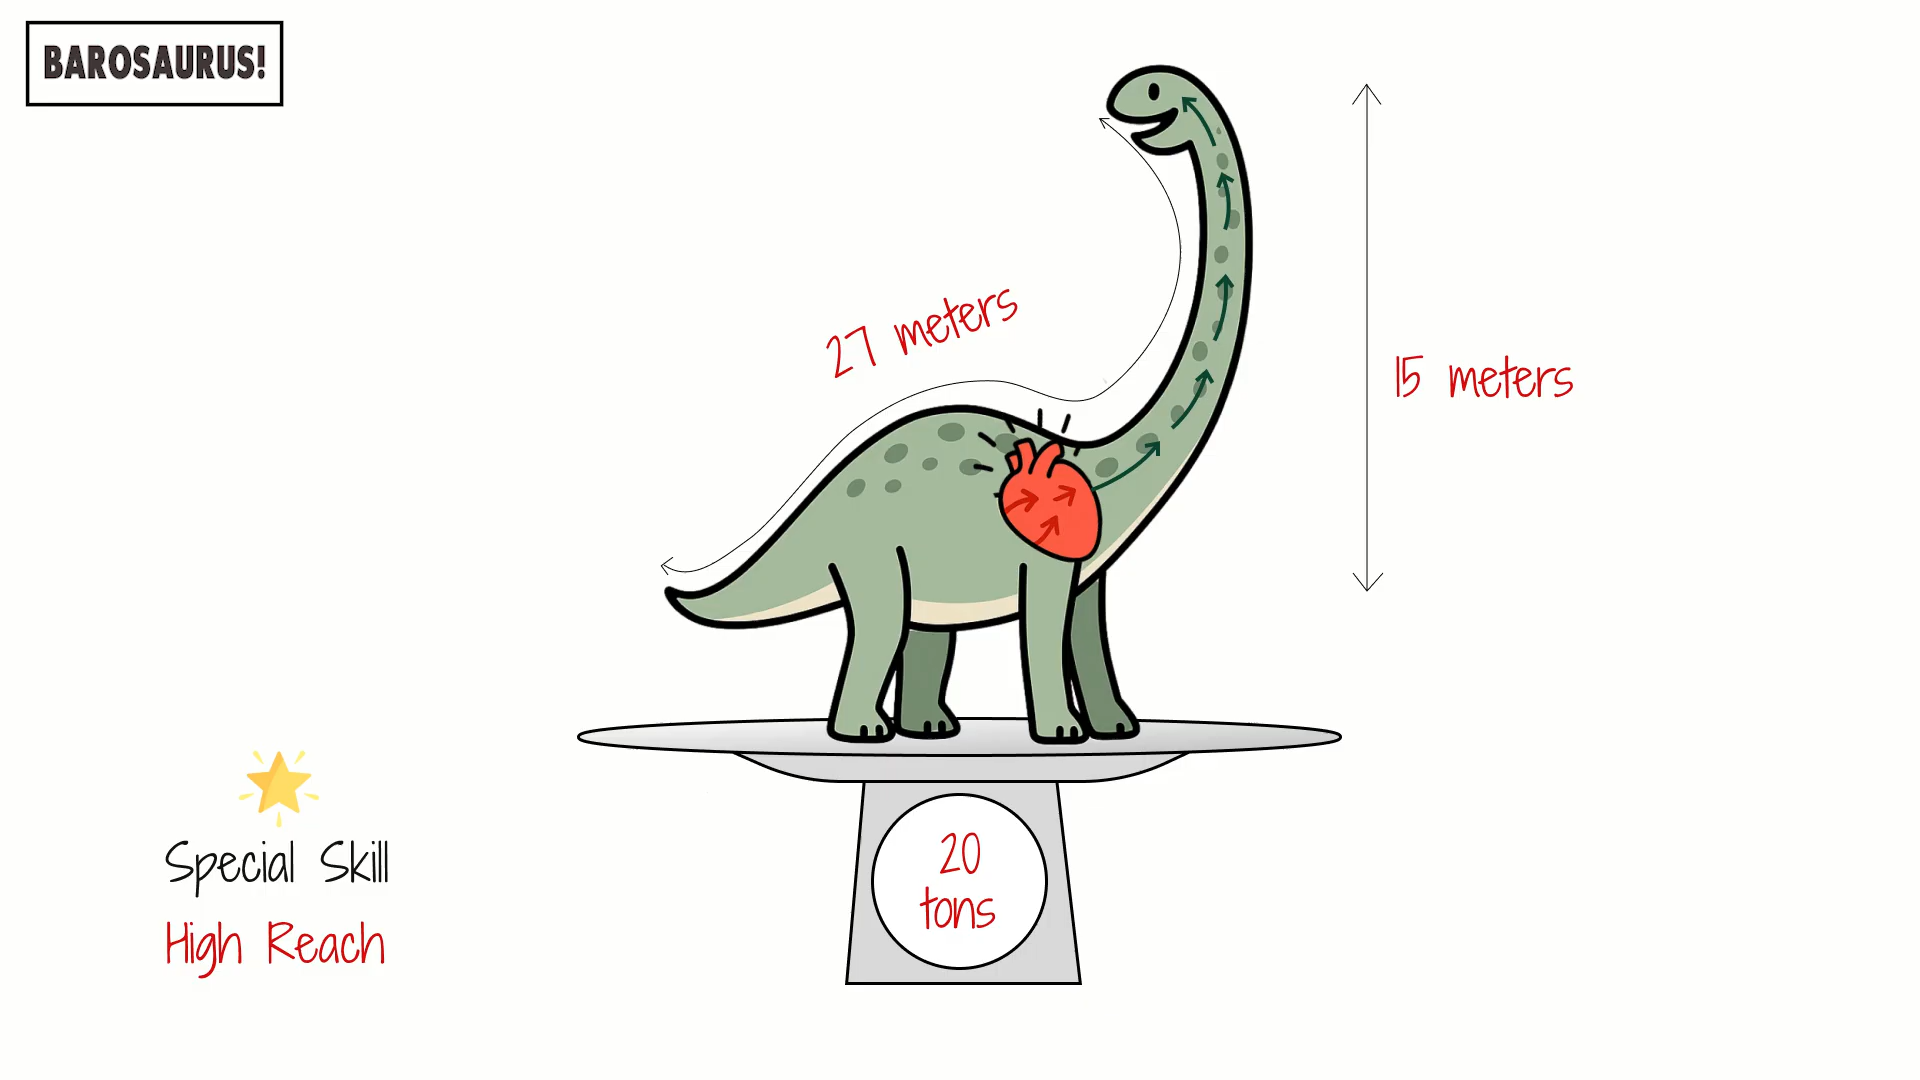 BAROSAURUS!
27 meters
15 meters
Special Skill
High Reach
20
tons